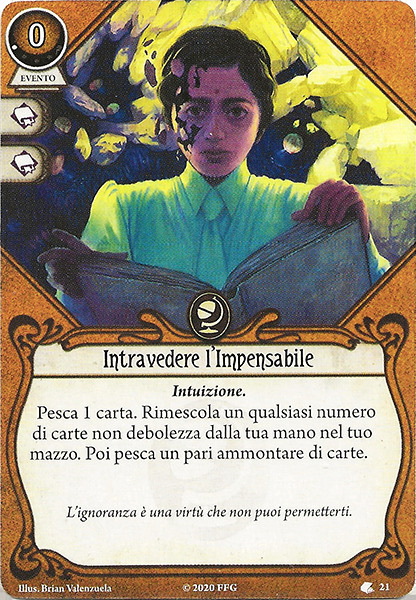 0
EVENTO
Intravedere l'Impensabile
Intuizione.
Pesca 1 carta. Rimescola un qualsiasi numero
di carte non debolezza dalla tua mano nel tuo
mazzo. Poi pesca un pari ammontare di carte.
L'ignoranza è una virtù che non puoi permetterti.
Illus. Brian Valenzuela © 2020 FFG 21